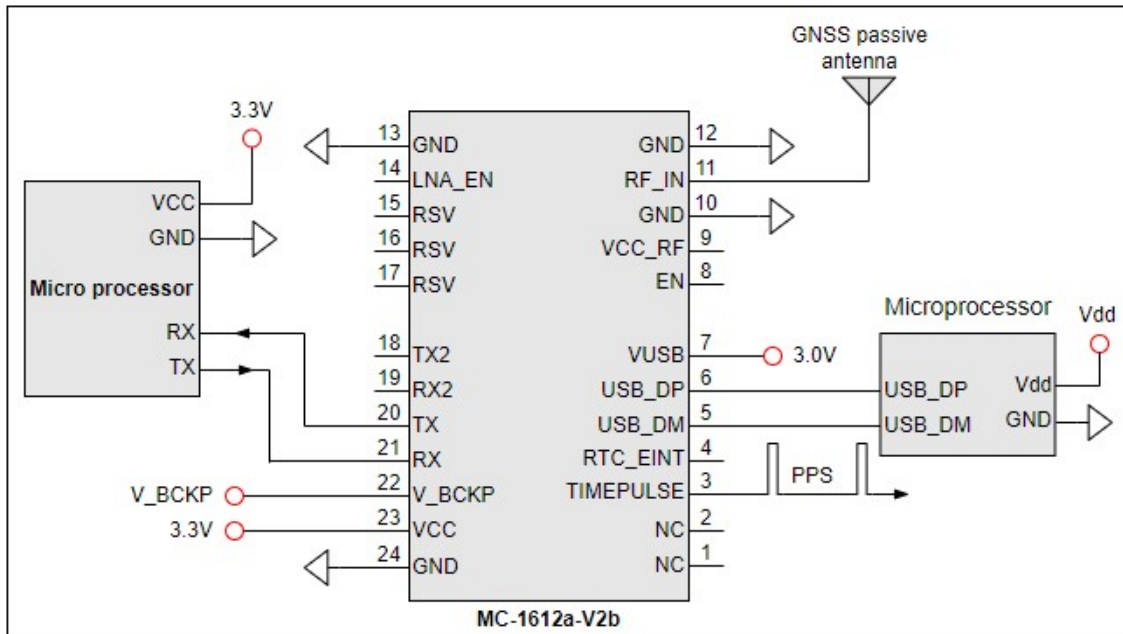 GNSS passive
antenna
3.3V
VCC
GND
Micro processor
RX
TX
13 GND
14 LNA_EN
15 RSV
16 RSV
17 RSV
18 TX2
19 RX2
20 TX
21 RX
V_BCKP 22 V_BCKP
3.3V 23 VCC
24 GND
GND 12
RF_IN 11
GND 10
VCC_RF 9
EN 8
VUSB 7 3.0V
USB_DP 6
USB_DM 5
RTC_EINT 4
TIMEPULSE 3 PPS
NC 2
NC 1
Microprocessor
Vdd
USB_DP
USB_DM
Vdd
GND
MC-1612a-V2b